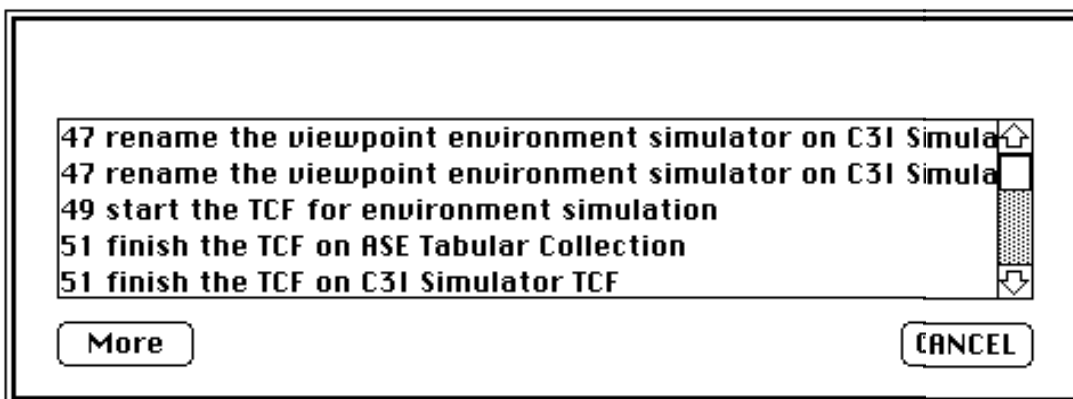 47 rename the viewpoint environment simulator on C3I Simula
47 rename the viewpoint environment simulator on C3I Simula
49 start the TCF for environment simulation
51 finish the TCF on ASE Tabular Collection
51 finish the TCF on C3I Simulator TCF
More
CANCEL